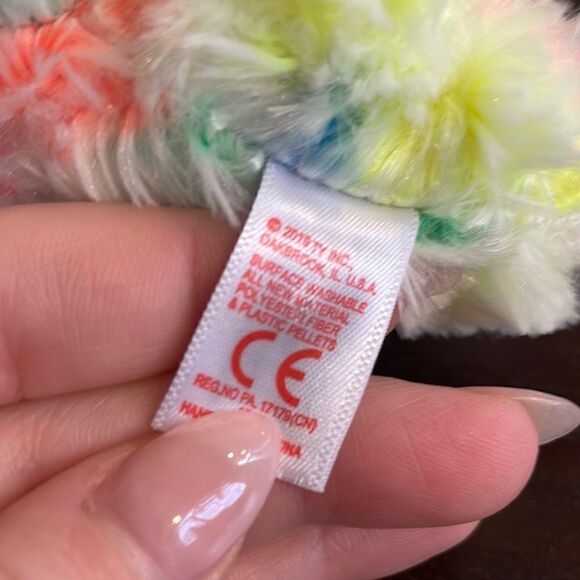 © 2019 TY INC.
OAKBROOK, IL. U.S.A.
SURFACE WASHABLE
ALL NEW MATERIAL
POLYESTER FIBER
& PLASTIC PELLETS
CE
REG.NO PA. 17179(CN)